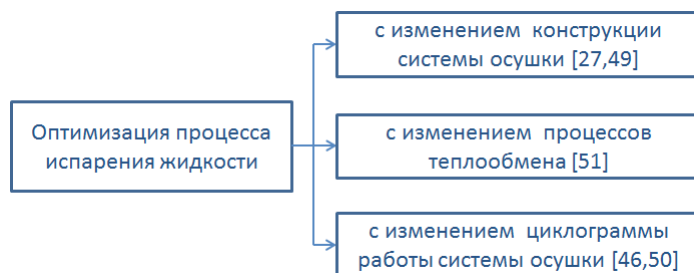 с изменением конструкции
системы осушки [27,49]
Оптимизация процесса
испарения жидкости
с изменением процессов
теплообмена [51]
с изменением циклограммы
работы системы осушки [46,50]